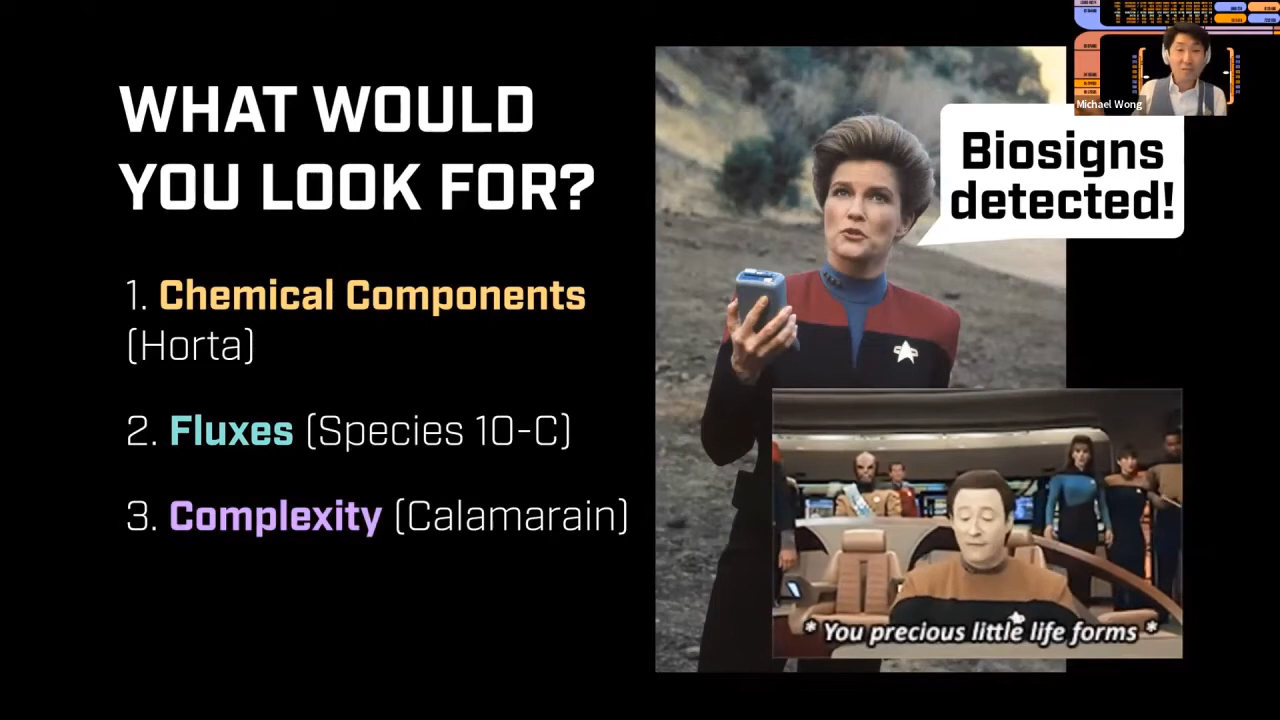 WHAT WOULD
YOU LOOK FOR?
1. Chemical Components
(Horta)
2. Fluxes (Species 10-C)
3. Complexity (Calamarain)
Michael Wong
Biosigns
detected!
* You precious little life forms *